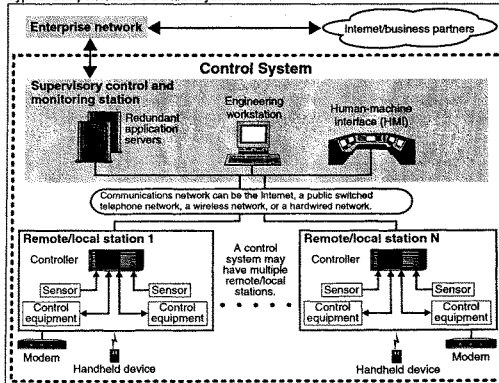 Enterprise network
Internet/business partners
Control System
Supervisory control and
monitoring station
Redundant
application
servers
Engineering
workstation
Human-machine
interface (HMI)
Communications network can be the Internet, a public switched
telephone network, a wireless network, or a hardwired network.
Remote/local station 1
Controller
Sensor
Sensor
Control
equipment
Control
equipment
Modem
Handheld device
A control
system may
have multiple
remote/local
stations.
Remote/local station N
Controller
Sensor
Sensor
Control
equipment
Control
equipment
Modem
Handheld device